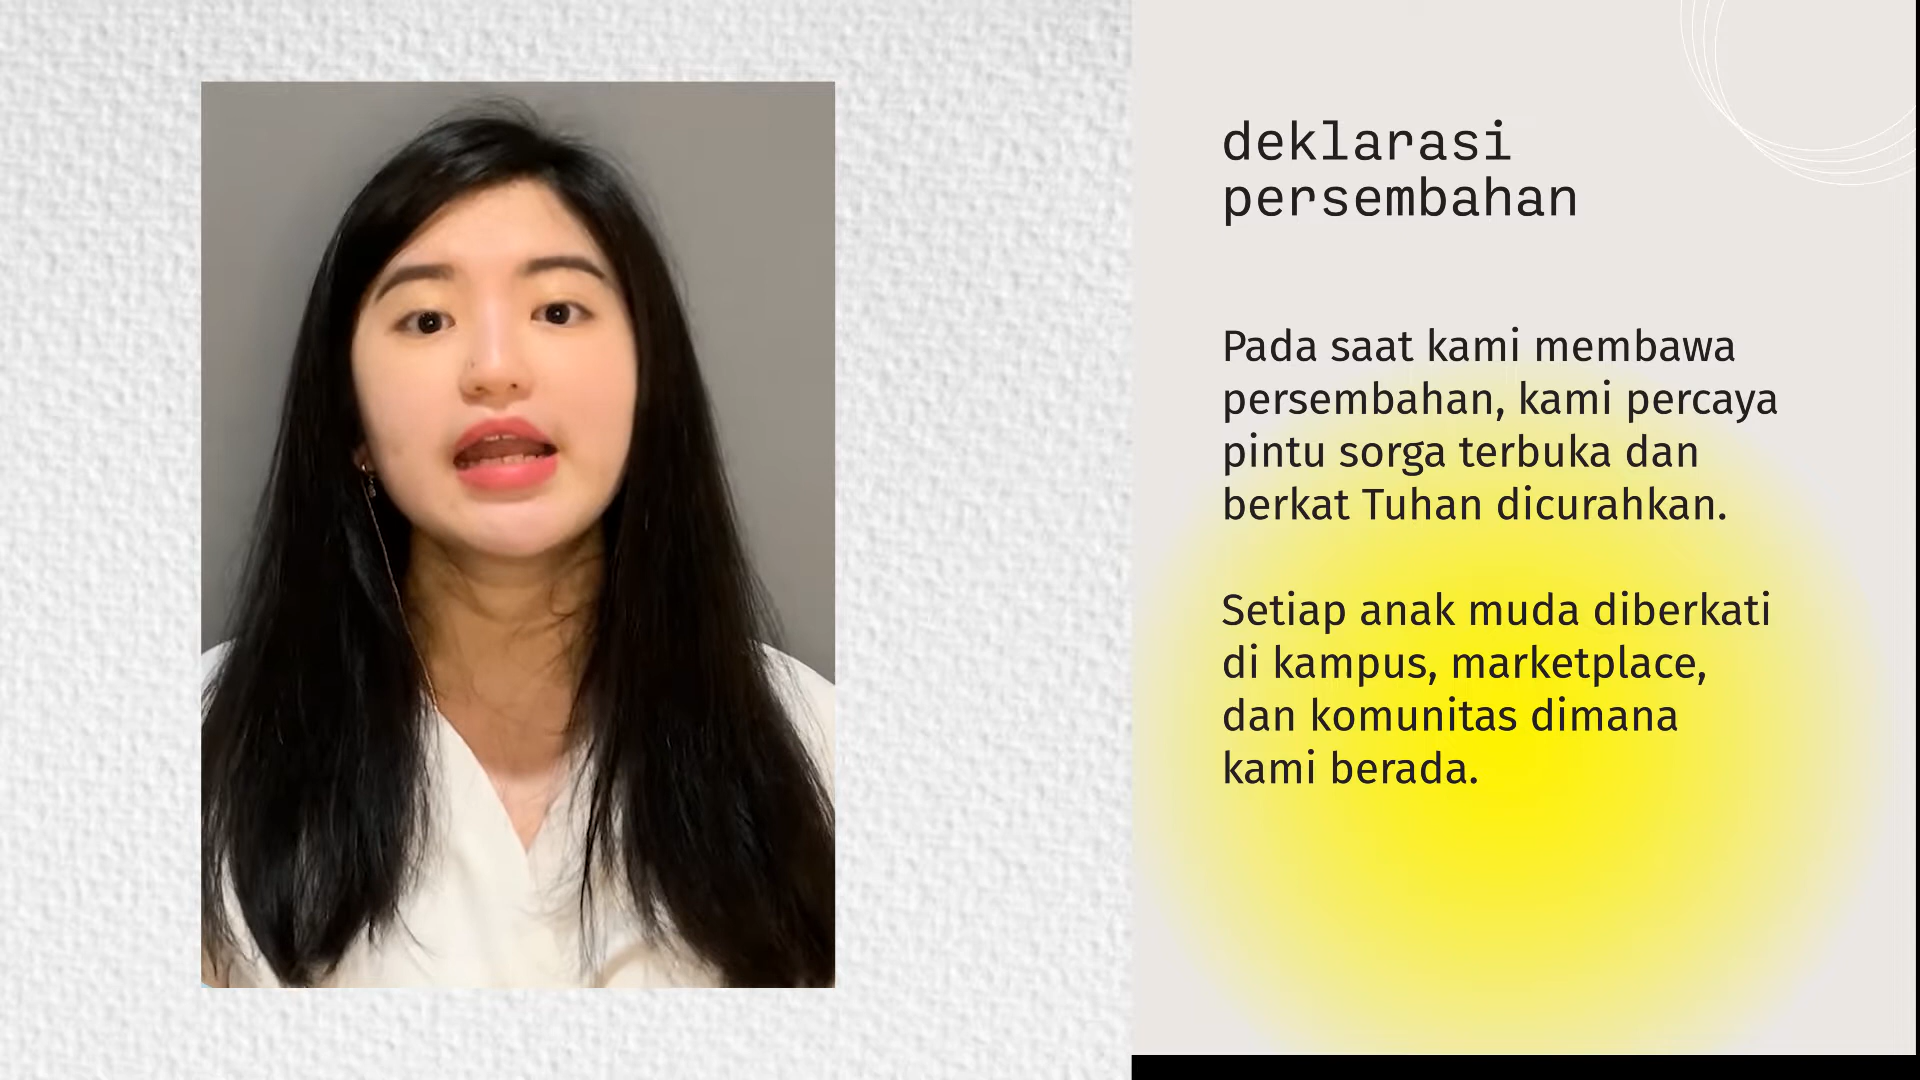 deklarasi
persembahan
Pada saat kami membawa
persembahan, kami percaya
pintu sorga terbuka dan
berkat Tuhan dicurahkan.
Setiap anak muda diberkati
di kampus, marketplace,
dan komunitas dimana
kami berada.